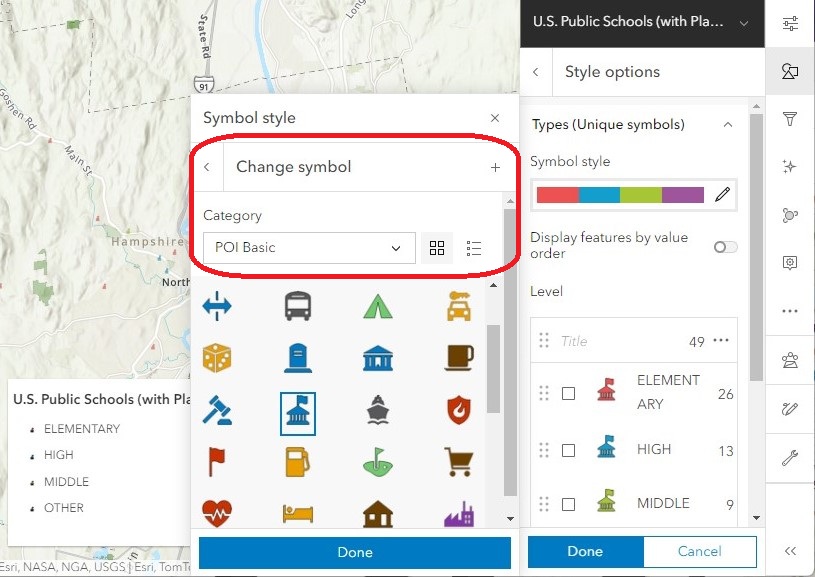 State Rd
Long
91
Goshen Rd
Main St
Hampshire
North
U.S. Public Schools (with Pla...
Style options
Symbol style
Change symbol
Category
POI Basic
Types (Unique symbols)
Symbol style
Display features by value
order
Level
Title 49
ELEMENT
ARY
26
HIGH 13
MIDDLE 9
U.S. Public Schools (with Pla
ELEMENTARY
HIGH
MIDDLE
OTHER
Done
Done
Cancel
Esri, NASA, NGA, USGS | Esri, TomTo